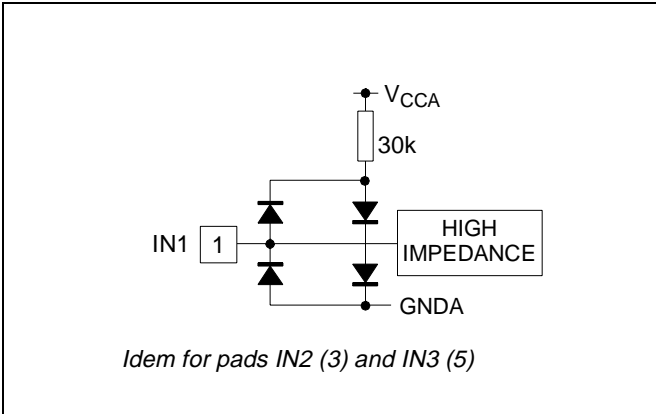 VCCA
30k
IN1 1
HIGH
IMPEDANCE
GNDA
Idem for pads IN2 (3) and IN3 (5)